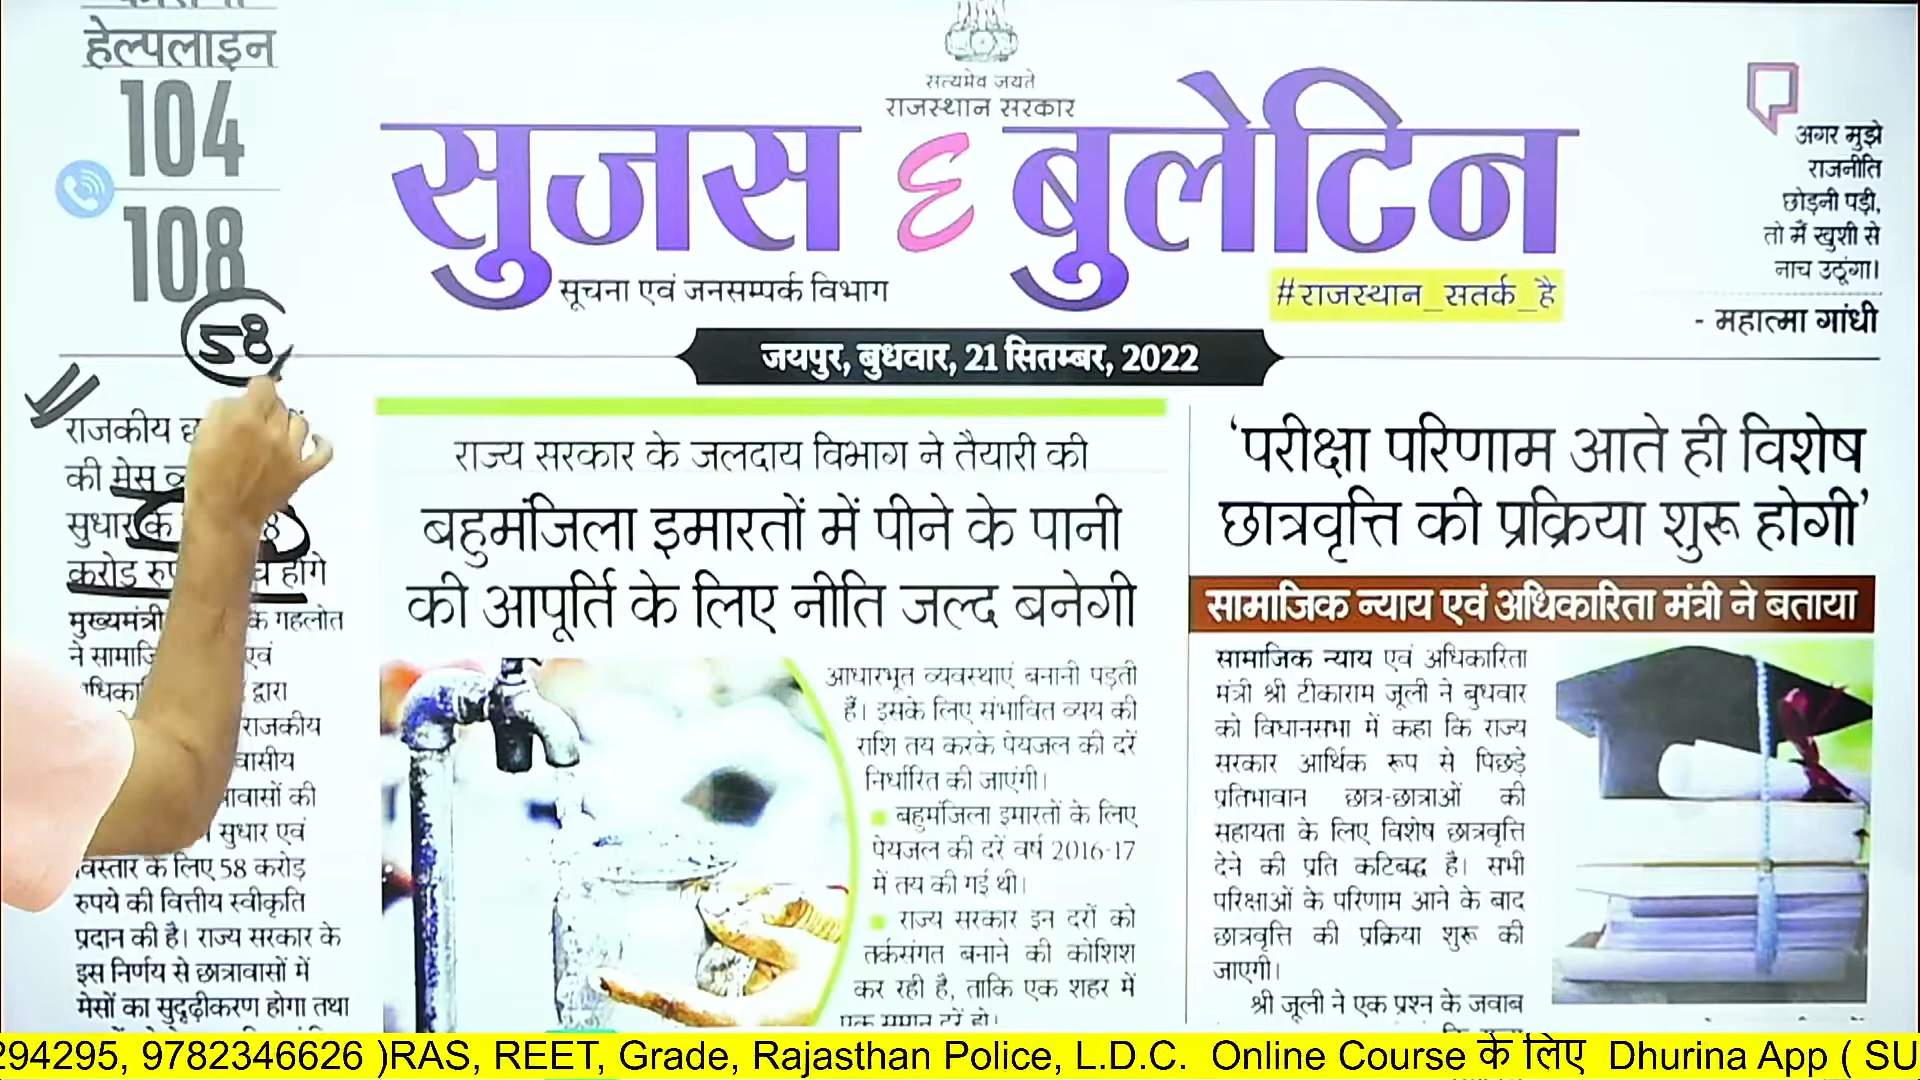 हेल्पलाइन
104
108
58
सत्यमेव जयते
राजस्थान सरकार
सुजस ६ बुलेटिन
सूचना एवं जनसम्पर्क विभाग
#राजस्थान_सतर्क_है
अगर मुझे
राजनीति
छोड़नी पड़ी,
तो मैं खुशी से
नाच उठूंगा।
- महात्मा गांधी
जयपुर, बुधवार, 21 सितम्बर, 2022
राजकीय
की मेस
सुधार के 8
करोड़ होंगे
मुख्यमंत्री गहलोत
ने एवं
द्वारा
राजकीय
की
सुधार एवं
के लिए 58 करोड़
रुपये की वित्तीय स्वीकृति
प्रदान की है। राज्य सरकार के
इस निर्णय से छात्रावासों में
मेसों का सुदृढ़ीकरण होगा तथा
राज्य सरकार के जलदाय विभाग ने तैयारी की
बहुमंजिला इमारतों में पीने के पानी
की आपूर्ति के लिए नीति जल्द बनेगी
आधारभूत व्यवस्थाएं बनानी पड़ती
हैं। इसके लिए संभावित व्यय की
राशि तय करके पेयजल की दरें
निर्धारित की जाएंगी।
बहुमंजिला इमारतों के लिए
पेयजल की दरें वर्ष 2016-17
में तय की गई थी।
राज्य सरकार इन दरों को
तर्कसंगत बनाने की कोशिश
कर रही है, ताकि एक शहर में
एक समान दरें हो।
'परीक्षा परिणाम आते ही विशेष
छात्रवृत्ति की प्रक्रिया शुरू होगी'
सामाजिक न्याय एवं अधिकारिता मंत्री ने बताया
सामाजिक न्याय एवं अधिकारिता
मंत्री श्री टीकाराम जूली ने बुधवार
को विधानसभा में कहा कि राज्य
सरकार आर्थिक रूप से पिछड़े
प्रतिभावान छात्र-छात्राओं की
सहायता के लिए विशेष छात्रवृत्ति
देने की प्रति कटिबद्ध है। सभी
परिक्षाओं के परिणाम आने के बाद
छात्रवृत्ति की प्रक्रिया शुरू की
जाएगी।
श्री जूली ने एक प्रश्न के जवाब
294295, 9782346626 )RAS, REET, Grade, Rajasthan Police, L.D.C. Online Course के लिए Dhurina App ( SU